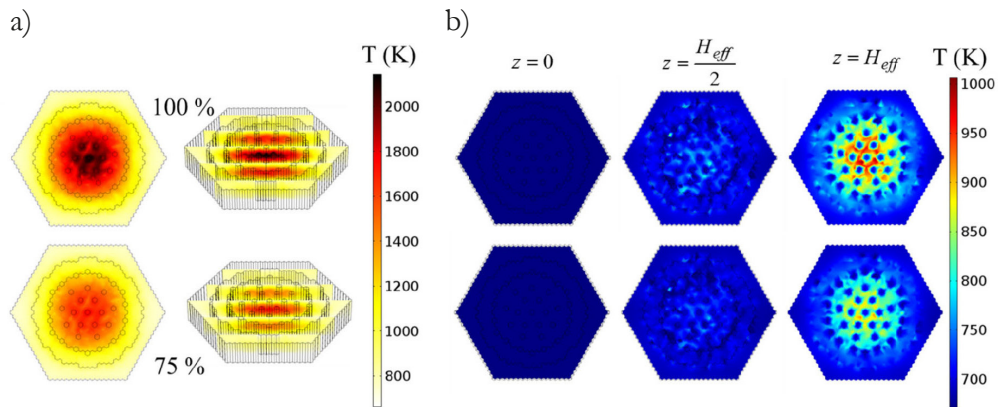 a)
b)
T (K)
z = 0
z = H_eff / 2
z = H_eff
T (K)
100 %
75 %
2000
1800
1600
1400
1200
1000
800
1000
950
900
850
800
750
700